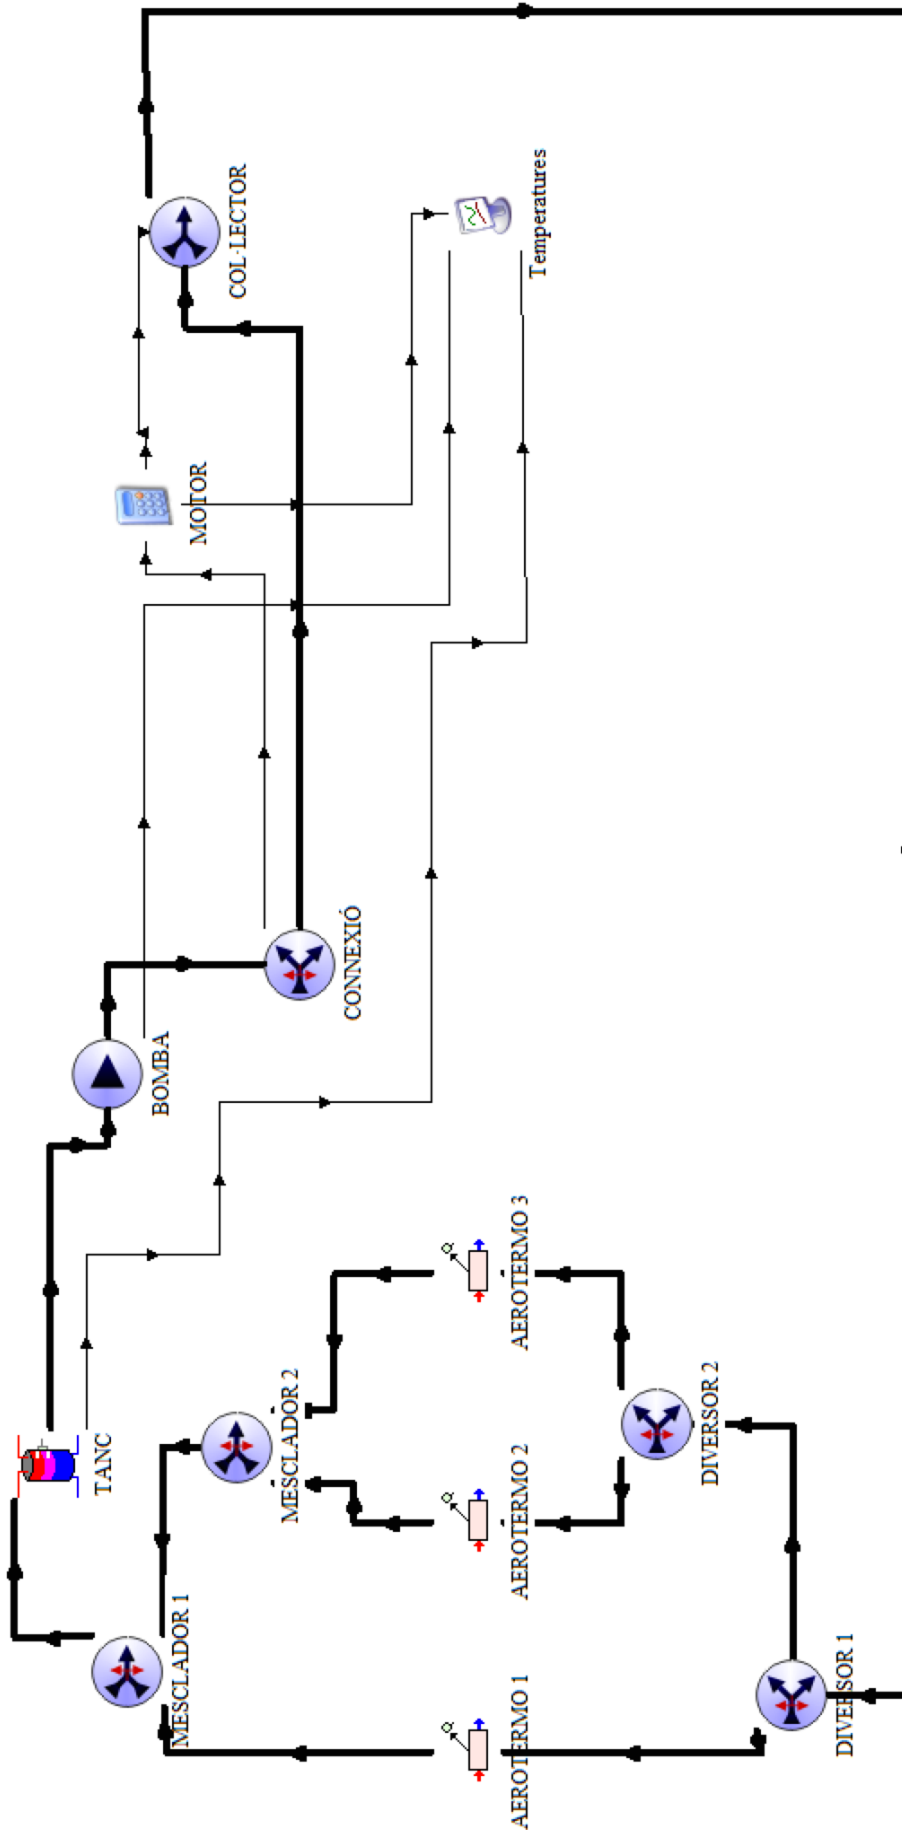 TANC
BOMBA
MESCLADOR 1
MOTOR
COL·LECTOR
MESCLADOR 2
CONNEXIÓ
AEROTERMO 1
AEROTERMO 2
AEROTERMO 3
Temperatures
DIVERSOR 2
DIVERSOR 1